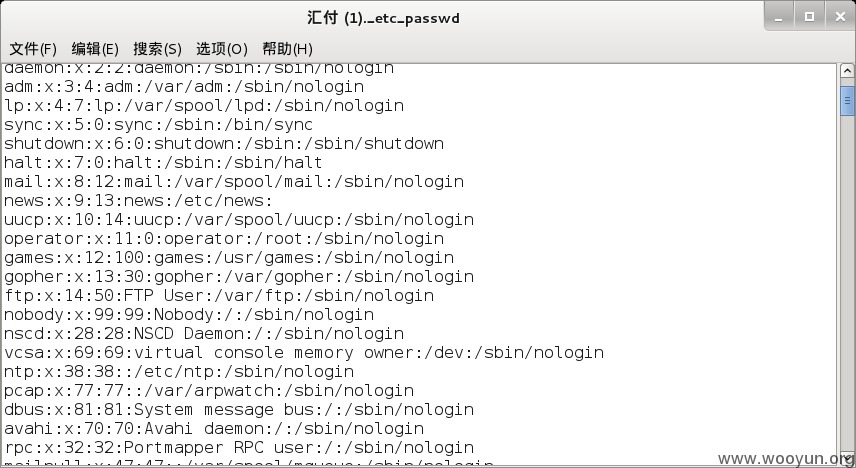 汇付 (1)._etc_passwd
文件(F) 编辑(E) 搜索(S) 选项(O) 帮助(H)
daemon:x:2:2:daemon:/sbin:/sbin/nologin
adm:x:3:4:adm:/var/adm:/sbin/nologin
lp:x:4:7:lp:/var/spool/lpd:/sbin/nologin
sync:x:5:0:sync:/sbin:/bin/sync
shutdown:x:6:0:shutdown:/sbin:/sbin/shutdown
halt:x:7:0:halt:/sbin:/sbin/halt
mail:x:8:12:mail:/var/spool/mail:/sbin/nologin
news:x:9:13:news:/etc/news:
uucp:x:10:14:uucp:/var/spool/uucp:/sbin/nologin
operator:x:11:0:operator:/root:/sbin/nologin
games:x:12:100:games:/usr/games:/sbin/nologin
gopher:x:13:30:gopher:/var/gopher:/sbin/nologin
ftp:x:14:50:FTP User:/var/ftp:/sbin/nologin
nobody:x:99:99:Nobody:/:/sbin/nologin
nscd:x:28:28:NSCD Daemon:/:/sbin/nologin
vcsa:x:69:69:virtual console memory owner:/dev:/sbin/nologin
ntp:x:38:38::/etc/ntp:/sbin/nologin
pcap:x:77:77::/var/arpwatch:/sbin/nologin
dbus:x:81:81:System message bus:/:/sbin/nologin
avahi:x:70:70:Avahi daemon:/:/sbin/nologin
rpc:x:32:32:Portmapper RPC user:/:/sbin/nologin
mailnull:x:47:47::/var/spool/mqueue:/sbin/nologin
www.wooyun.org